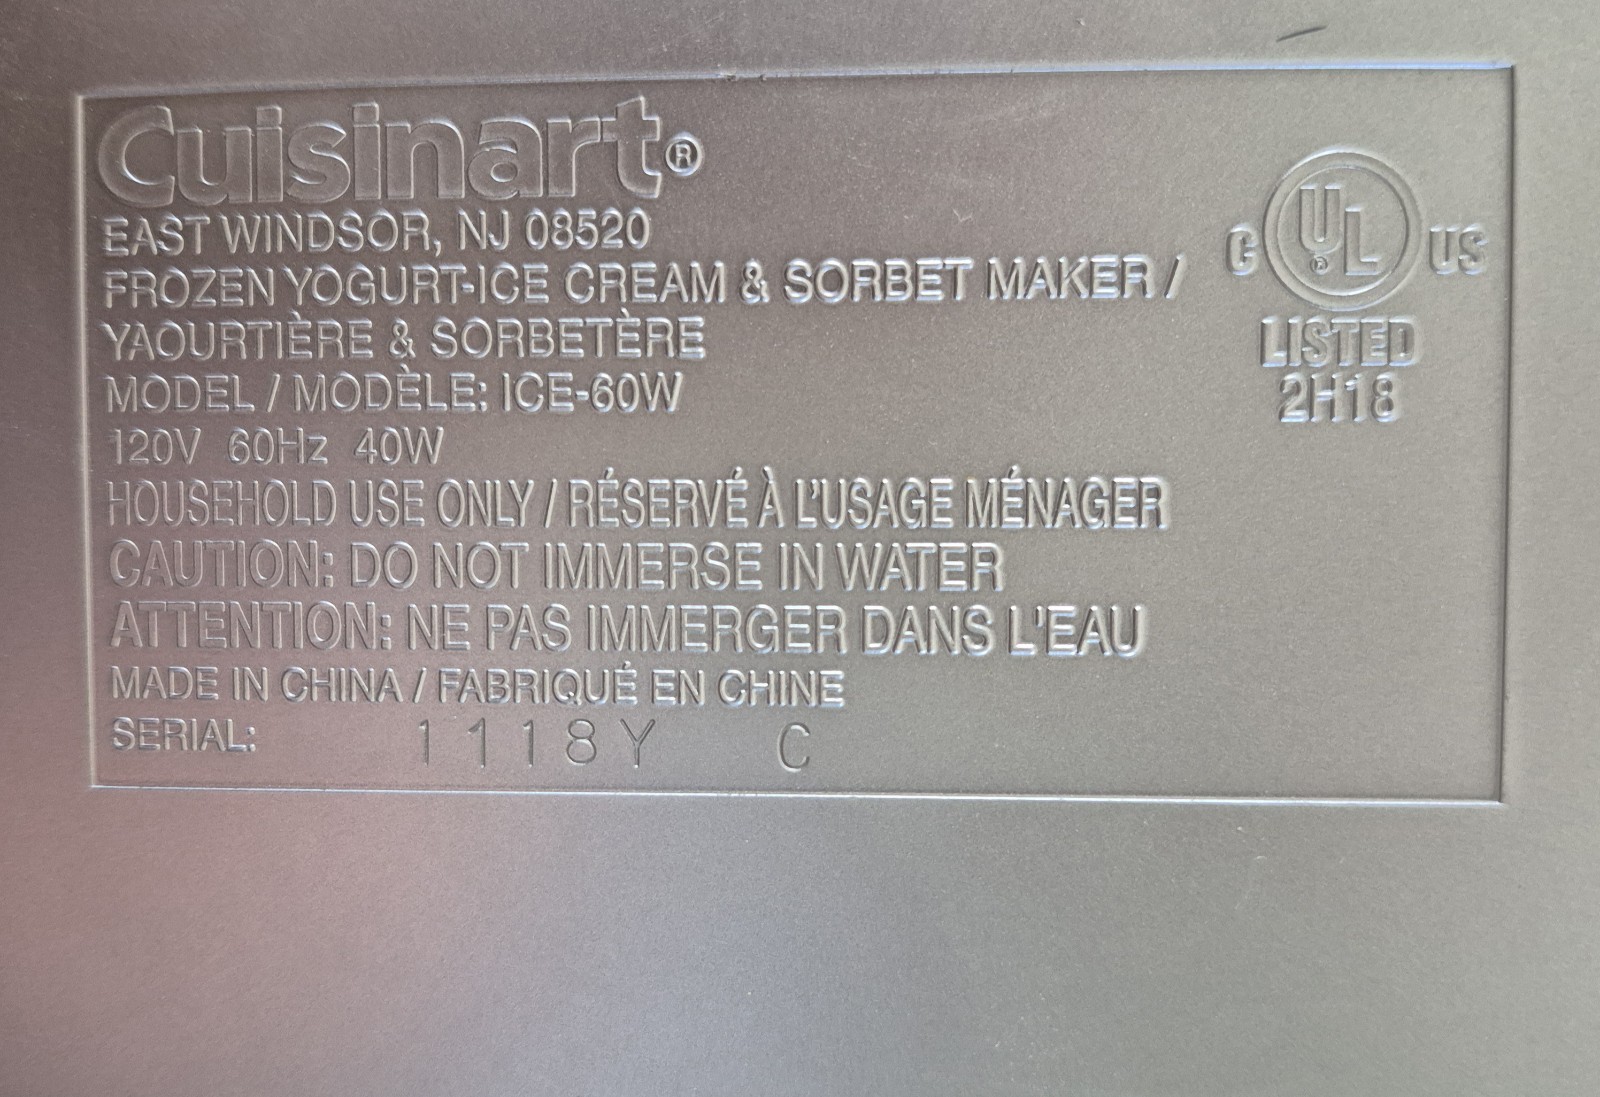 Cuisinart®
EAST WINDSOR, NJ 08520
FROZEN YOGURT-ICE CREAM & SORBET MAKER /
YAOURTIÈRE & SORBETÈRE
MODEL / MODÈLE: ICE-60W
120V 60Hz 40W
HOUSEHOLD USE ONLY / RÉSERVÉ À L'USAGE MÉNAGER
CAUTION: DO NOT IMMERSE IN WATER
ATTENTION: NE PAS IMMERGER DANS L'EAU
MADE IN CHINA / FABRIQUÉ EN CHINE
SERIAL: 1118Y C
C UL® US
LISTED
2H18